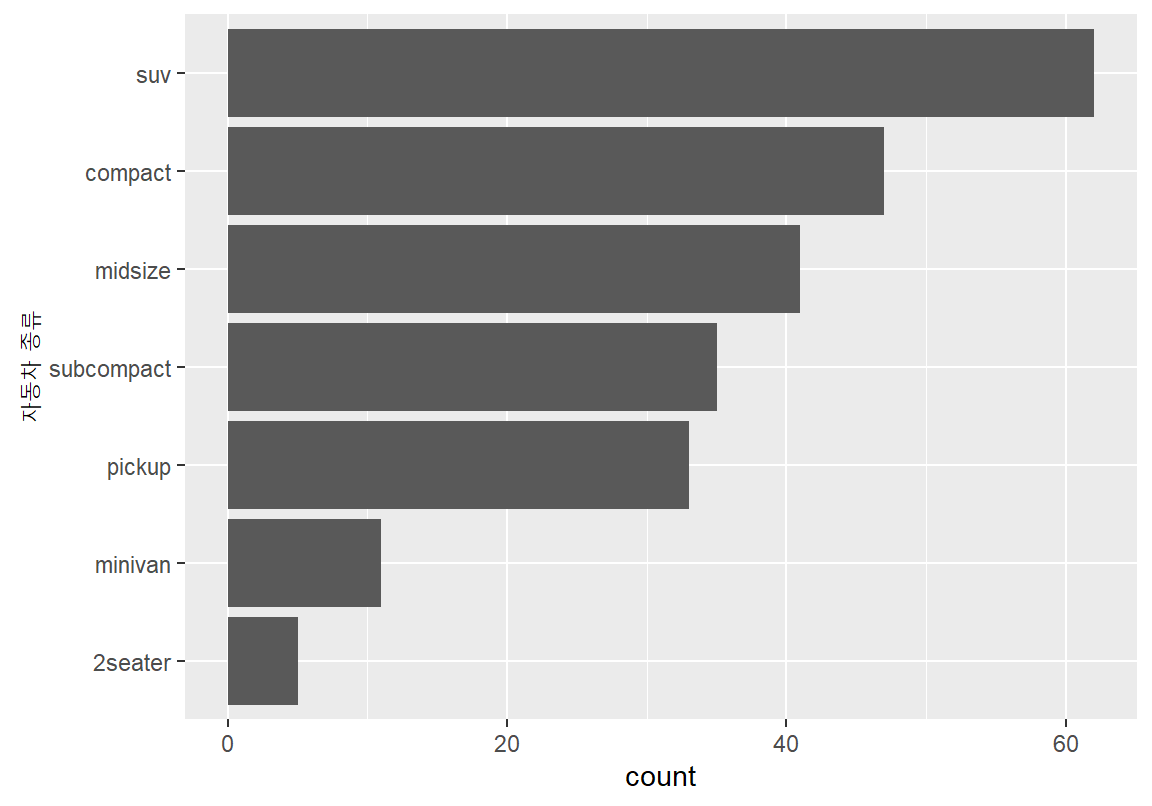 자동차 종류
suv
compact
midsize
subcompact
pickup
minivan
2seater
0 20 40 60
count